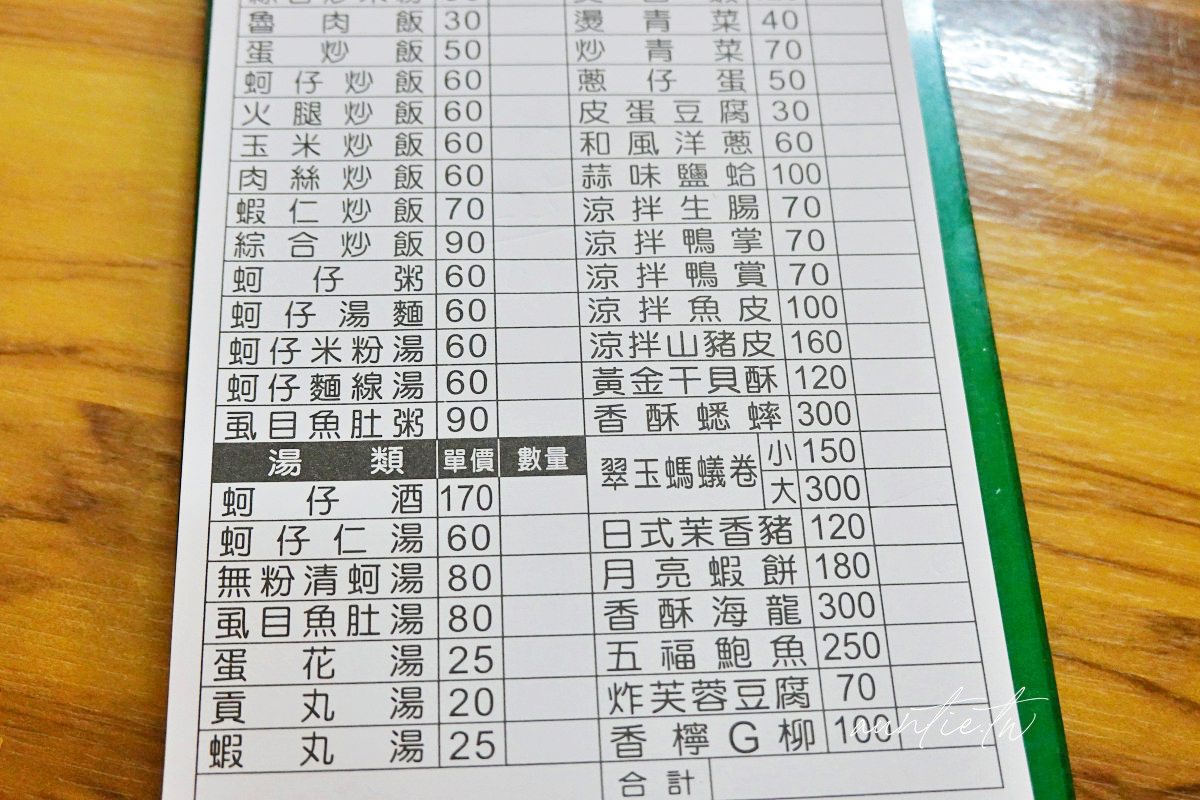 魯肉飯 30
蛋炒飯 50
蚵仔炒飯 60
火腿炒飯 60
玉米炒飯 60
肉絲炒飯 60
蝦仁炒飯 70
綜合炒飯 90
蚵仔粥 60
蚵仔湯麵 60
蚵仔米粉湯 60
蚵仔麵線湯 60
虱目魚肚粥 90
湯類 單價 數量
蚵仔酒 170
蚵仔仁湯 60
無粉清蚵湯 80
虱目魚肚湯 80
蛋花湯 25
貢丸湯 20
蝦丸湯 25
燙青菜 40
炒青菜 70
蔥仔蛋 50
皮蛋豆腐 30
和風洋蔥 60
蒜味鹽蛤 100
涼拌生腸 70
涼拌鴨掌 70
涼拌鴨賞 70
涼拌魚皮 100
涼拌山豬皮 160
黃金干貝酥 120
香酥蟋蟀 300
翠玉螞蟻卷 小 150
大 300
日式茉香豬 120
月亮蝦餅 180
香酥海龍 300
五福鮑魚 250
炸芙蓉豆腐 70
香檸G柳 100
合計
auntie.tw